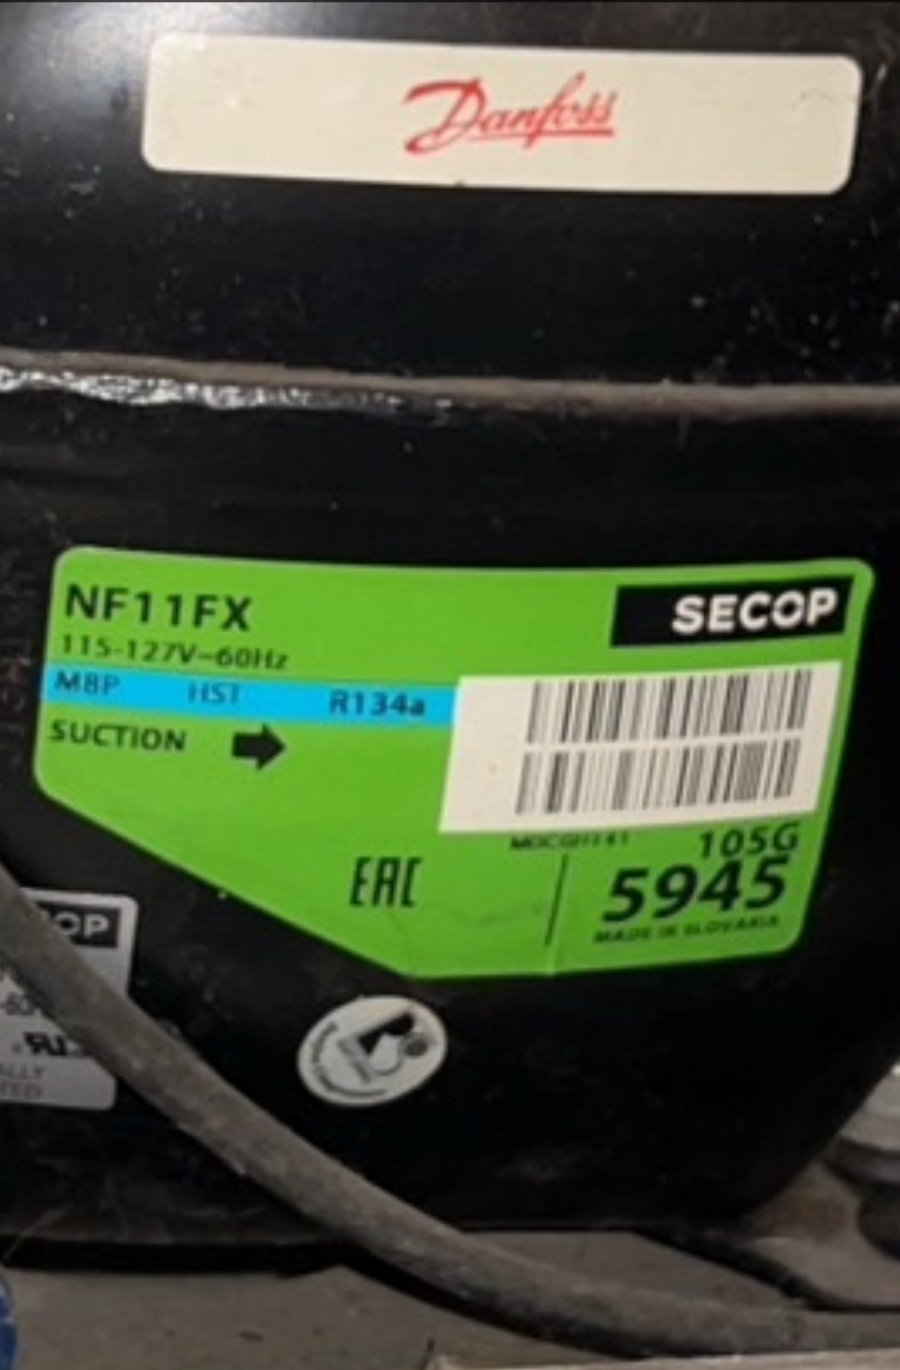 Danfoss
NF11FX
SECOP
115-127V~60Hz
MBP HST R134a
SUCTION
105G
EAC
5945
MADE IN SLOVAKIA